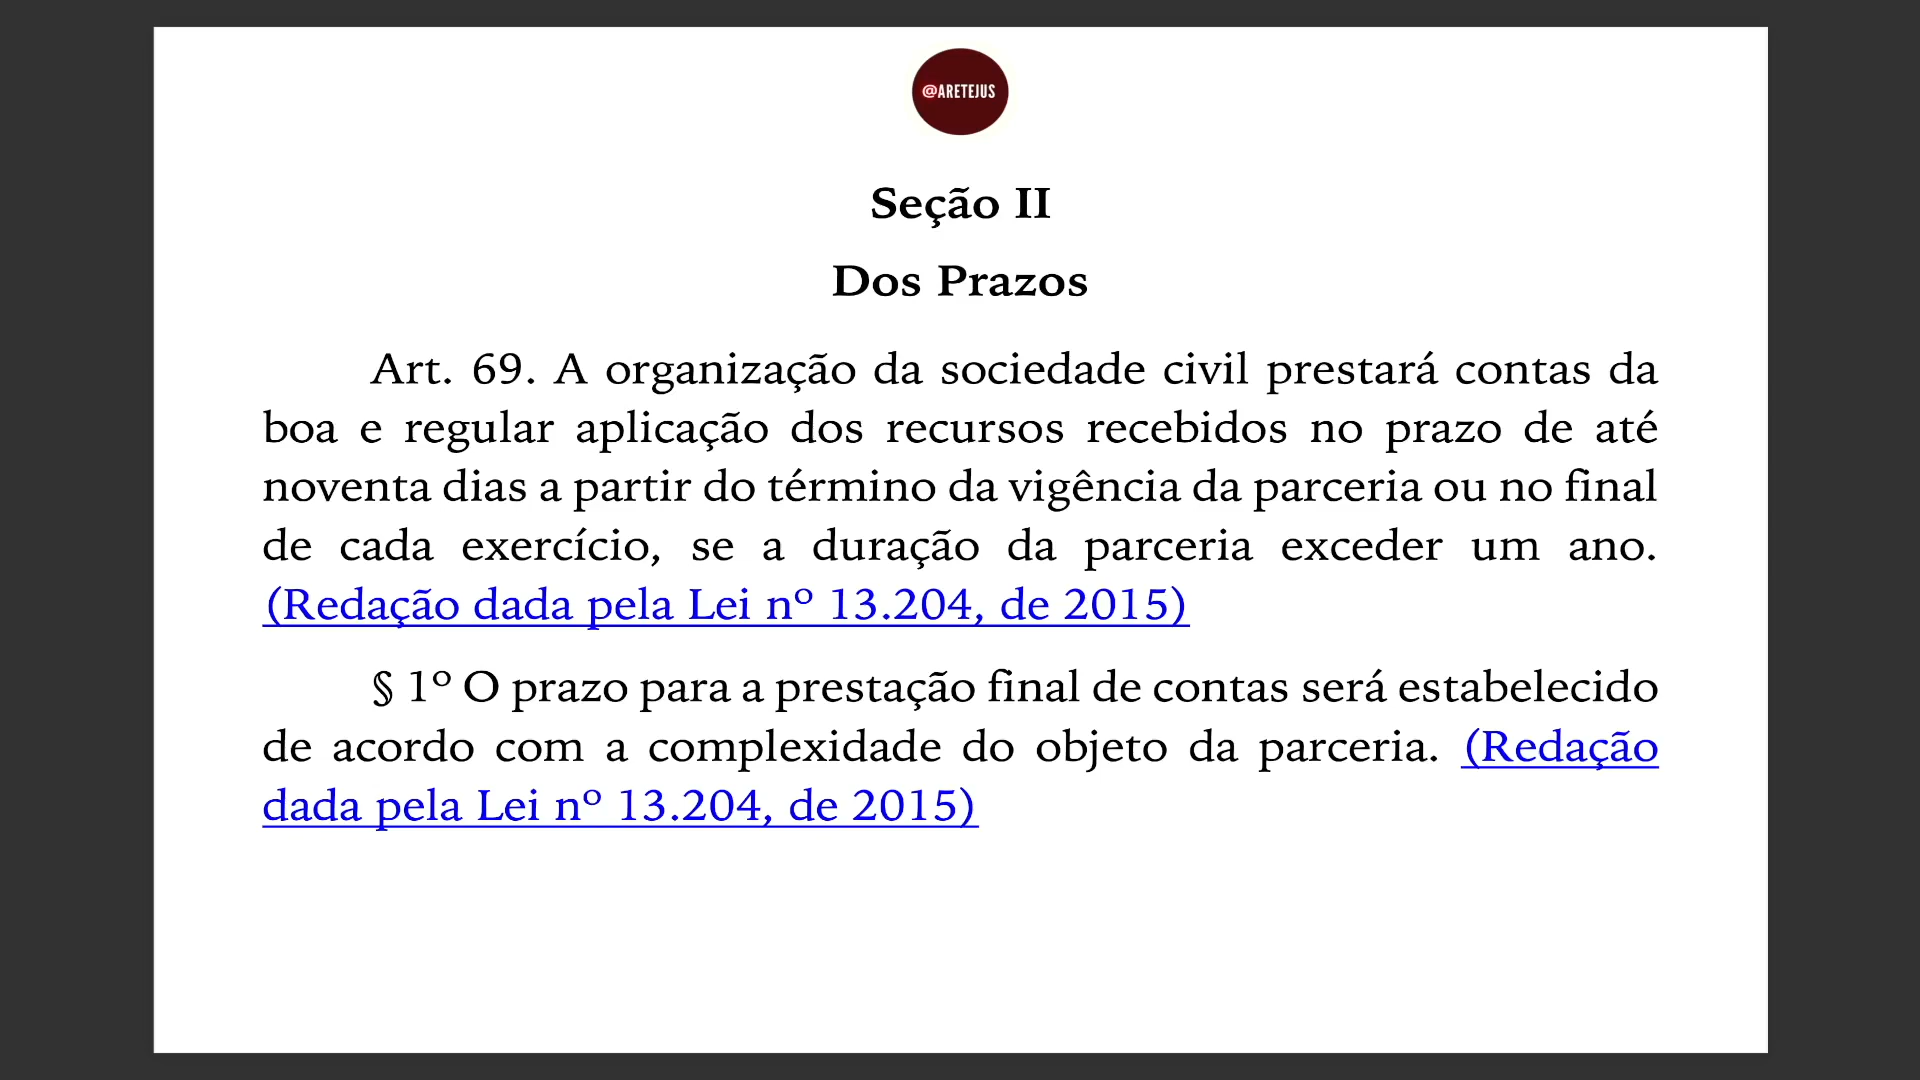 @ARETEJUS
Seção II
Dos Prazos
Art. 69. A organização da sociedade civil prestará contas da
boa e regular aplicação dos recursos recebidos no prazo de até
noventa dias a partir do término da vigência da parceria ou no final
de cada exercício, se a duração da parceria exceder um ano.
(Redação dada pela Lei nº 13.204, de 2015)
§ 1º O prazo para a prestação final de contas será estabelecido
de acordo com a complexidade do objeto da parceria. (Redação
dada pela Lei nº 13.204, de 2015)